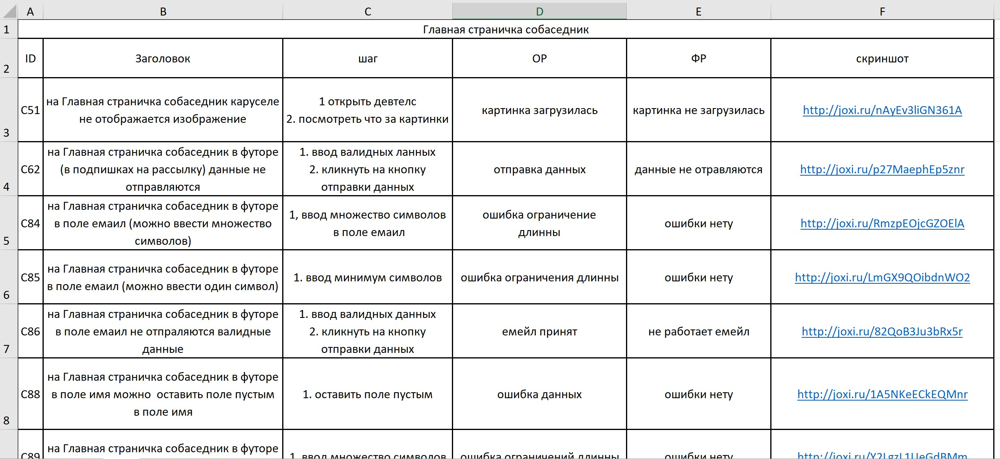 A B C D E F
1 Главная страничка собаседник
2 ID Заголовок шаг ОР ФР скриншот
3 C51
на Главная страничка собаседник каруселе
не отображается изображение
1 открыть девтелс
2. посмотреть что за картинки
картинка загрузилась
картинка не загрузилась
http://joxi.ru/nAyEv3liGN361A
4 C62
на Главная страничка собаседник в футоре
(в подпишках на рассылку) данные не
отправляются
1. ввод валидных ланных
2. кликнуть на кнопку
отправки данных
отправка данных
данные не отравляются
http://joxi.ru/p27MaephEp5znr
5 C84
на Главная страничка собаседник в футоре
в поле емаил (можно ввести множество
символов)
1, ввод множество символов
в поле емаил
ошибка ограничение
длинны
ошибки нету
http://joxi.ru/RmzpEOjcGZOElA
6 C85
на Главная страничка собаседник в футоре
в поле емаил (можно ввести один символ)
1. ввод минимум символов
ошибка ограничения длинны
ошибки нету
http://joxi.ru/LmGX9QOibdnWO2
7 C86
на Главная страничка собаседник в футоре
в поле емаил не отпраляются валидные
данные
1. ввод валидных данных
2. кликнуть на кнопку
отправки данных
емейл принят
не работает емейл
http://joxi.ru/82QoB3Ju3bRx5r
8 C88
на Главная страничка собаседник в футоре
в поле имя можно  оставить поле пустым
в поле имя
1. оставить поле пустым
ошибка данных
ошибки нету
http://joxi.ru/1A5NKeECkEQMnr
C89
на Главная страничка собаседник в футоре
1. ввод множество символов
ошибка ограничений длинны
ошибки нету